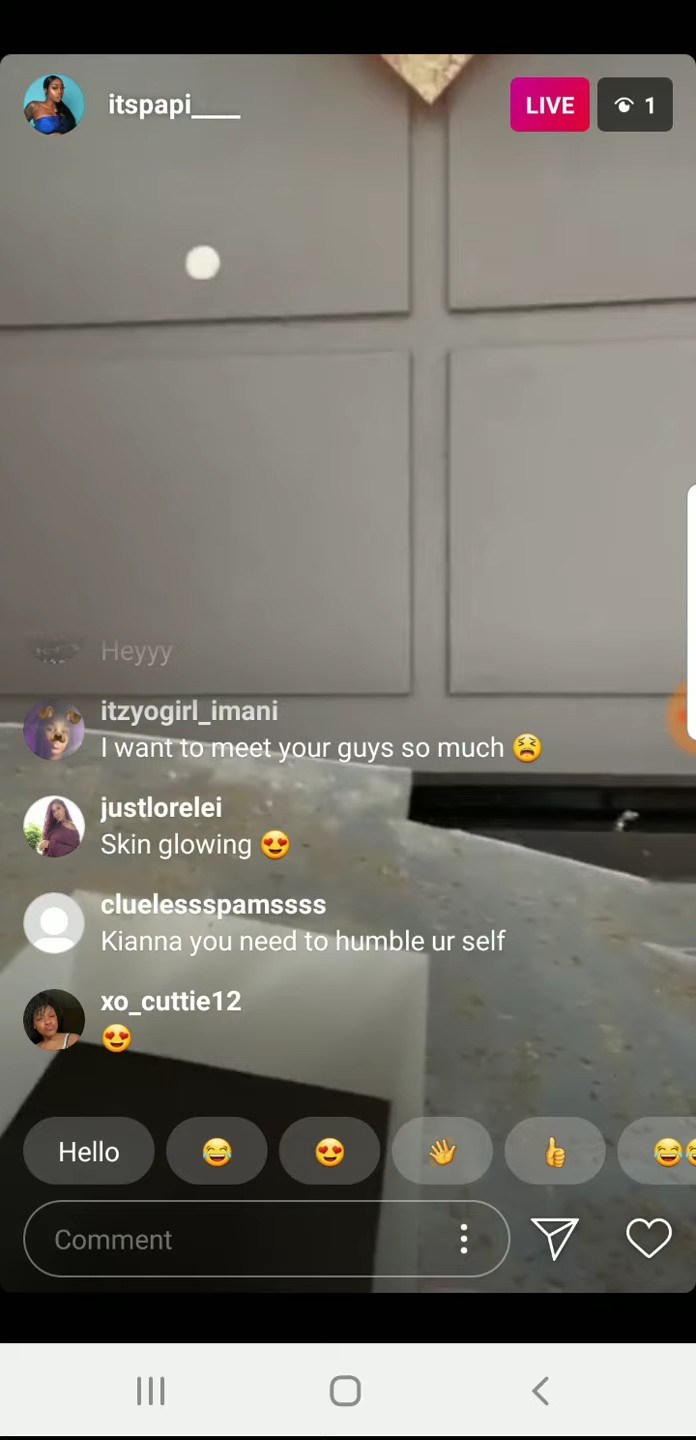 itspapi____
LIVE
1
Heyyy
itzyogirl_imani
I want to meet your guys so much 😫
justlorelei
Skin glowing 😍
cluelessspamssss
Kianna you need to humble ur self
xo_cuttie12
😍
Hello 😂 😍 👋 👍 😂
Comment